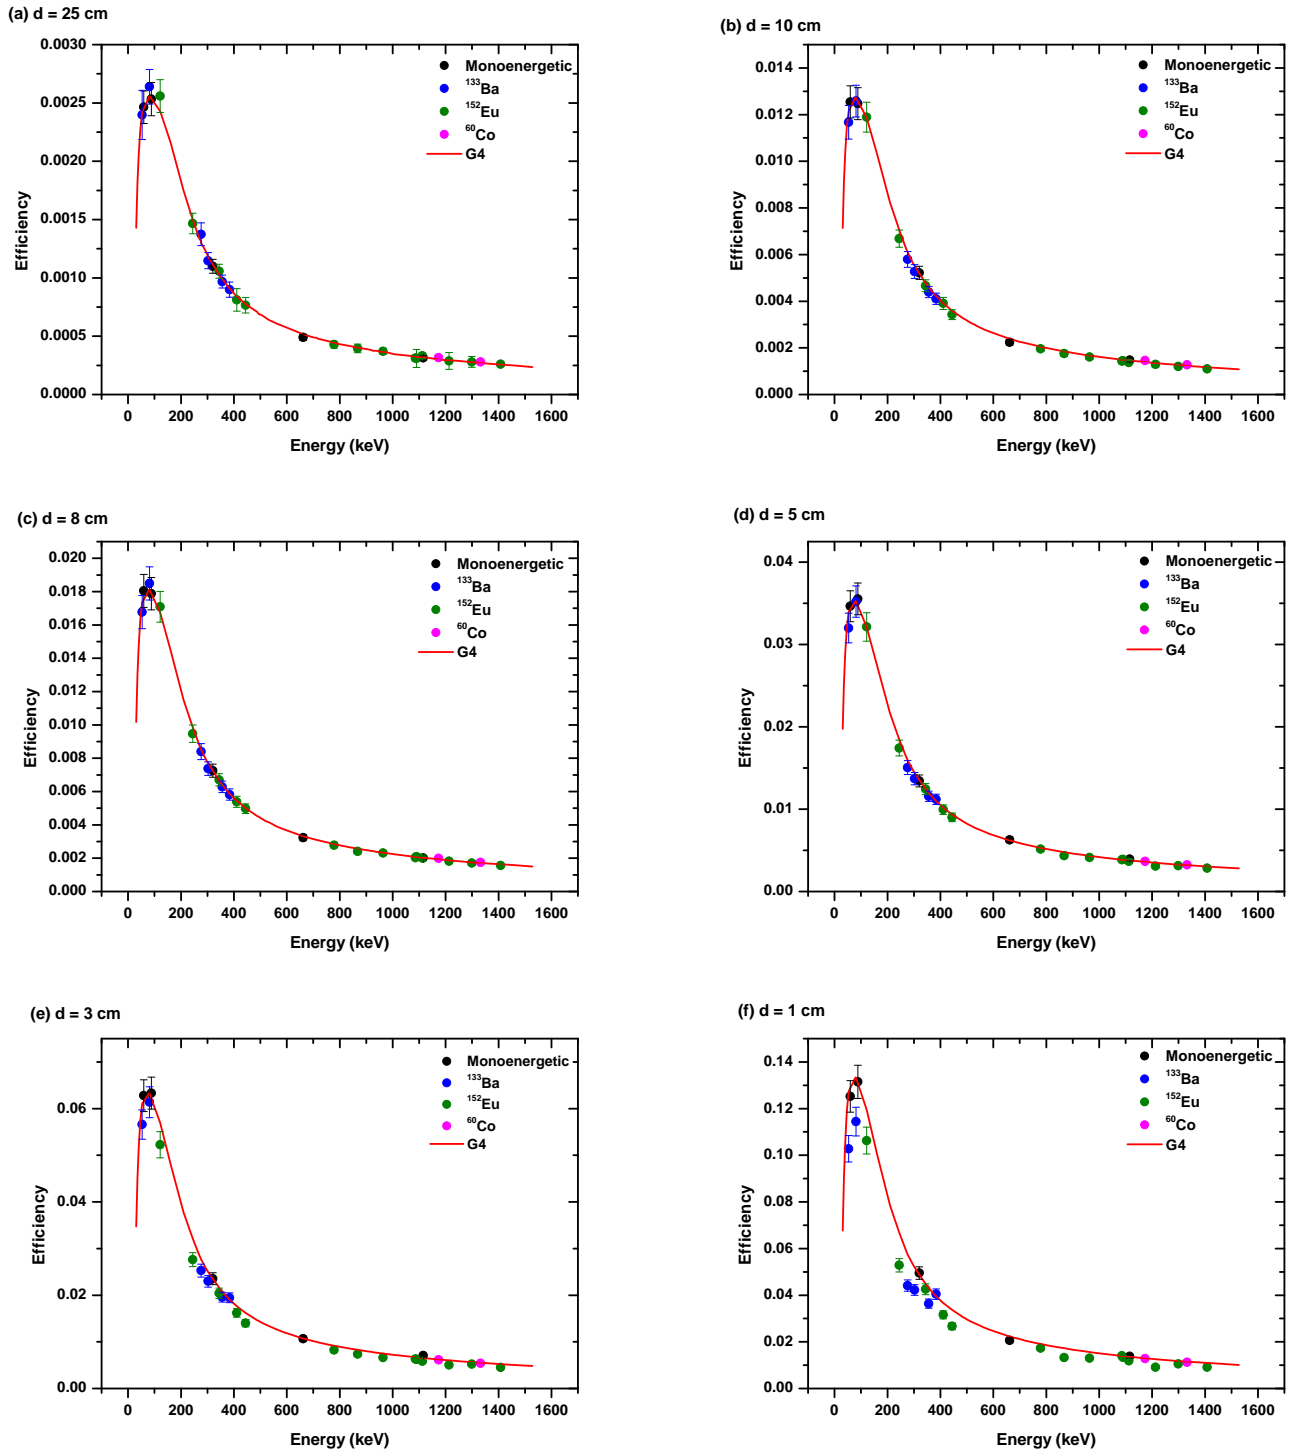 (a) d = 25 cm
0.0030
0.0025
0.0020
0.0015
0.0010
0.0005
0.0000
Efficiency
0 200 400 600 800 1000 1200 1400 1600
Energy (keV)
Monoenergetic
¹³³Ba
¹⁵²Eu
⁶⁰Co
G4
(b) d = 10 cm
0.014
0.012
0.010
0.008
0.006
0.004
0.002
0.000
Efficiency
0 200 400 600 800 1000 1200 1400 1600
Energy (keV)
Monoenergetic
¹³³Ba
¹⁵²Eu
⁶⁰Co
G4
(c) d = 8 cm
0.020
0.018
0.016
0.014
0.012
0.010
0.008
0.006
0.004
0.002
0.000
Efficiency
0 200 400 600 800 1000 1200 1400 1600
Energy (keV)
Monoenergetic
¹³³Ba
¹⁵²Eu
⁶⁰Co
G4
(d) d = 5 cm
0.04
0.03
0.02
0.01
0.00
Efficiency
0 200 400 600 800 1000 1200 1400 1600
Energy (keV)
Monoenergetic
¹³³Ba
¹⁵²Eu
⁶⁰Co
G4
(e) d = 3 cm
0.06
0.04
0.02
0.00
Efficiency
0 200 400 600 800 1000 1200 1400 1600
Energy (keV)
Monoenergetic
¹³³Ba
¹⁵²Eu
⁶⁰Co
G4
(f) d = 1 cm
0.14
0.12
0.10
0.08
0.06
0.04
0.02
0.00
Efficiency
0 200 400 600 800 1000 1200 1400 1600
Energy (keV)
Monoenergetic
¹³³Ba
¹⁵²Eu
⁶⁰Co
G4